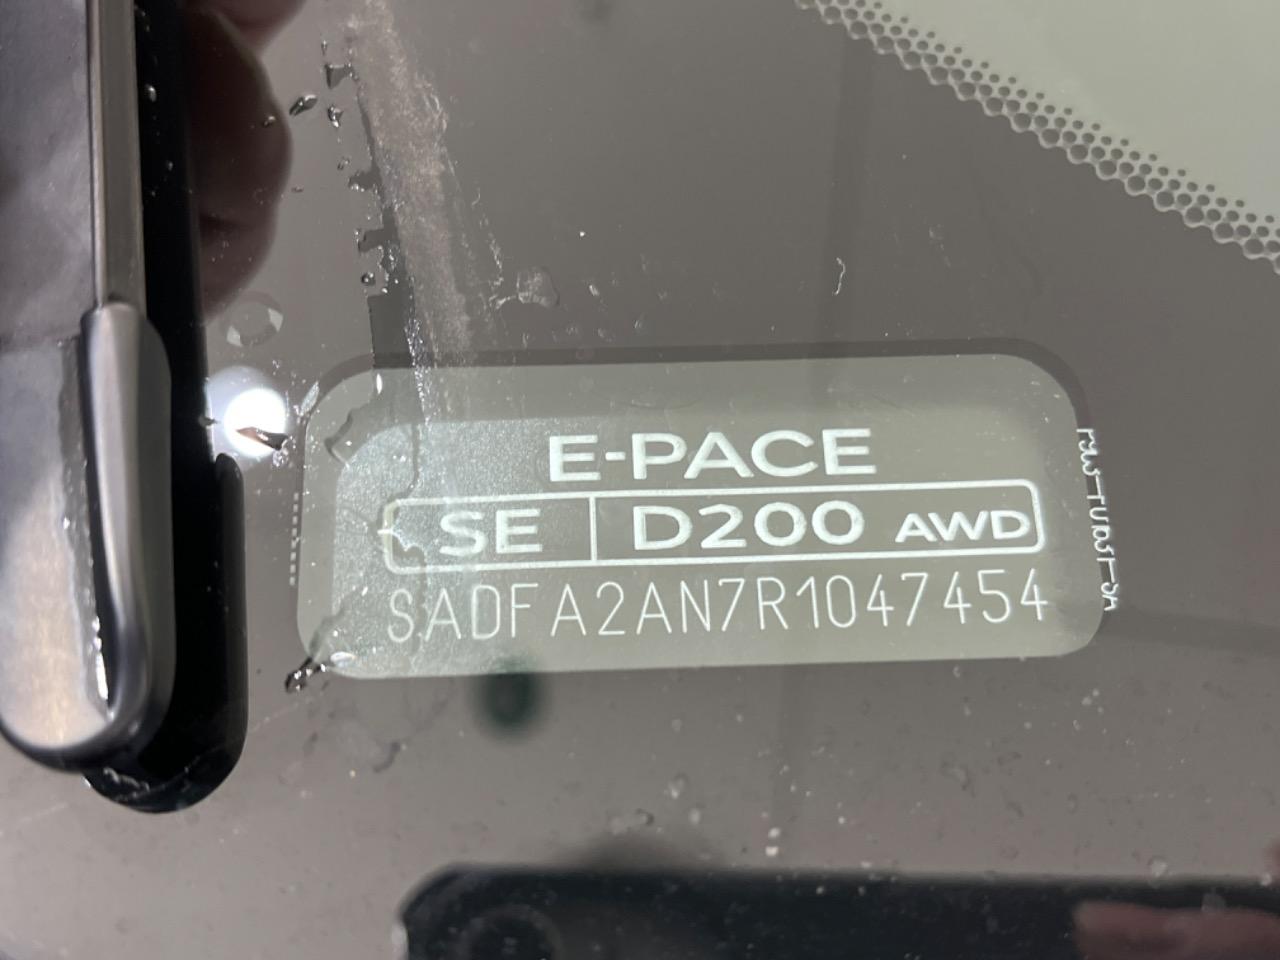 E-PACE
SE D200 AWD
SADFA2AN7R1047454